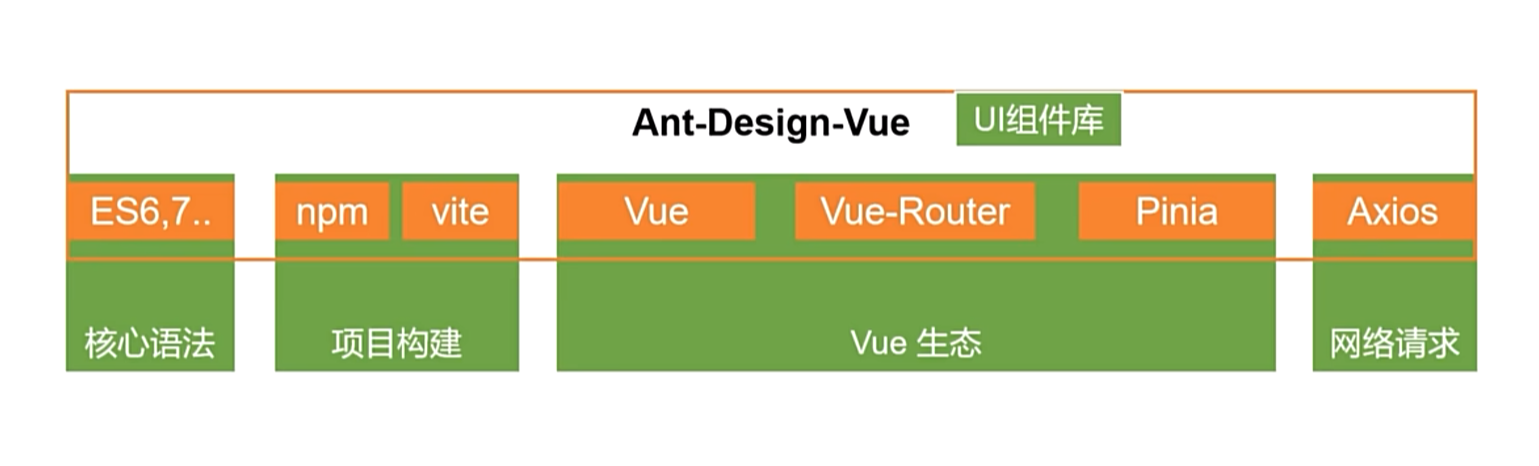 Ant-Design-Vue UI组件库
ES6,7.. npm vite Vue Vue-Router Pinia Axios
核心语法 项目构建 Vue 生态 网络请求